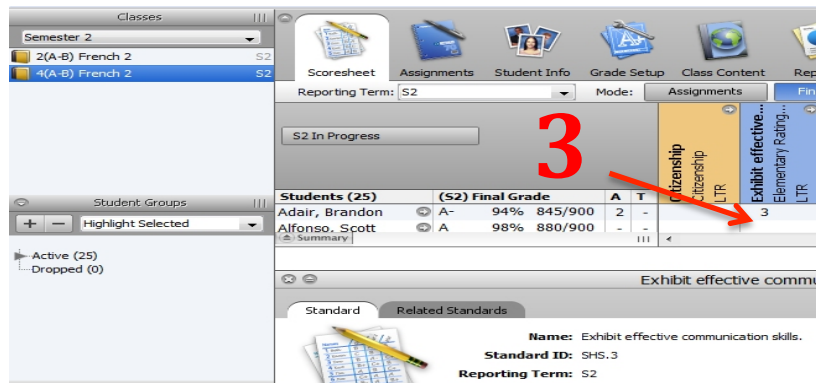 Classes
Semester 2
2(A-B) French 2 S2
4(A-B) French 2 S2
Student Groups
+ − Highlight Selected
Active (25)
Dropped (0)
Scoresheet Assignments Student Info Grade Setup Class Content Rep
Reporting Term: S2 Mode: Assignments Fin
S2 In Progress
3
Citizenship
Citizenship
LTR
Exhibit effective...
Elementary Rating...
LTR
Students (25) (S2) Final Grade A T
Adair, Brandon A- 94% 845/900 2 - 3
Alfonso, Scott A 98% 880/900 - -
Summary
Exhibit effective commu
Standard Related Standards
Name: Exhibit effective communication skills.
Standard ID: SHS.3
Reporting Term: S2